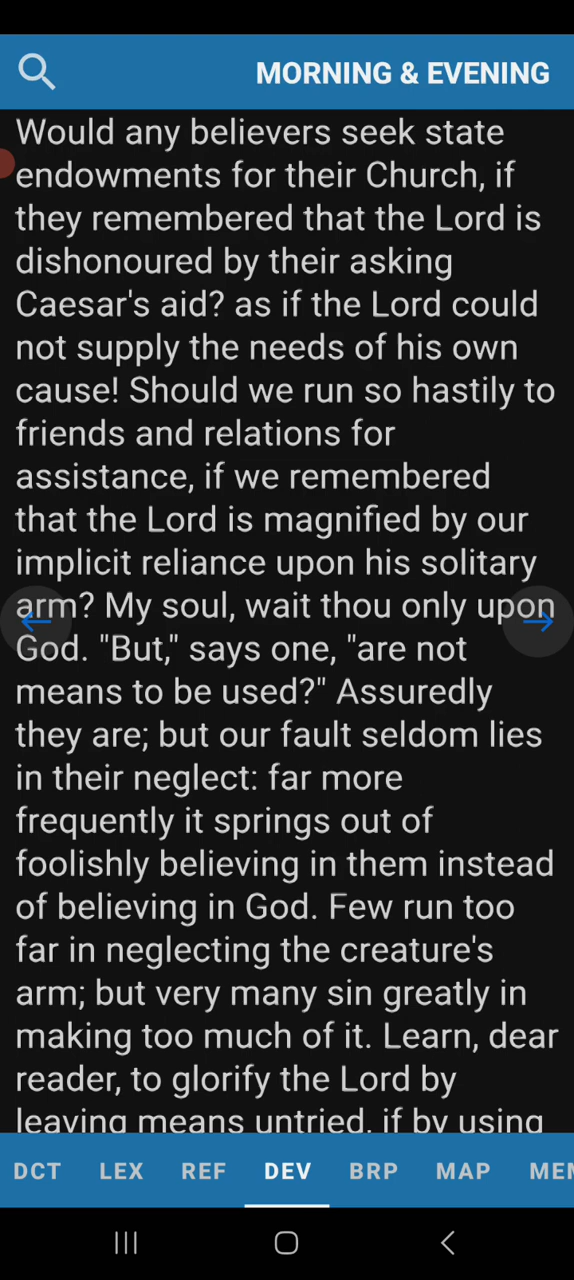 MORNING & EVENING
Would any believers seek state
endowments for their Church, if
they remembered that the Lord is
dishonoured by their asking
Caesar's aid? as if the Lord could
not supply the needs of his own
cause! Should we run so hastily to
friends and relations for
assistance, if we remembered
that the Lord is magnified by our
implicit reliance upon his solitary
arm? My soul, wait thou only upon
God. "But," says one, "are not
means to be used?" Assuredly
they are; but our fault seldom lies
in their neglect: far more
frequently it springs out of
foolishly believing in them instead
of believing in God. Few run too
far in neglecting the creature's
arm; but very many sin greatly in
making too much of it. Learn, dear
reader, to glorify the Lord by
leaving means untried, if by using
DCT LEX REF DEV BRP MAP MEM